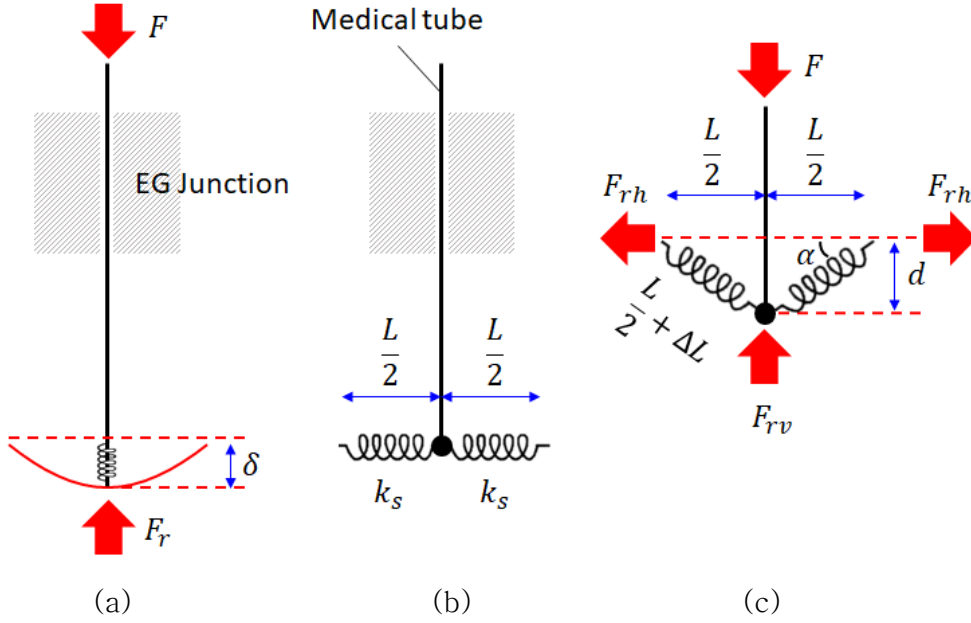 F
EG Junction
δ
F_r
(a)
Medical tube
L/2 L/2
k_s k_s
(b)
F
L/2 L/2
F_rh F_rh
α
d
L/2 + ΔL
F_rv
(c)